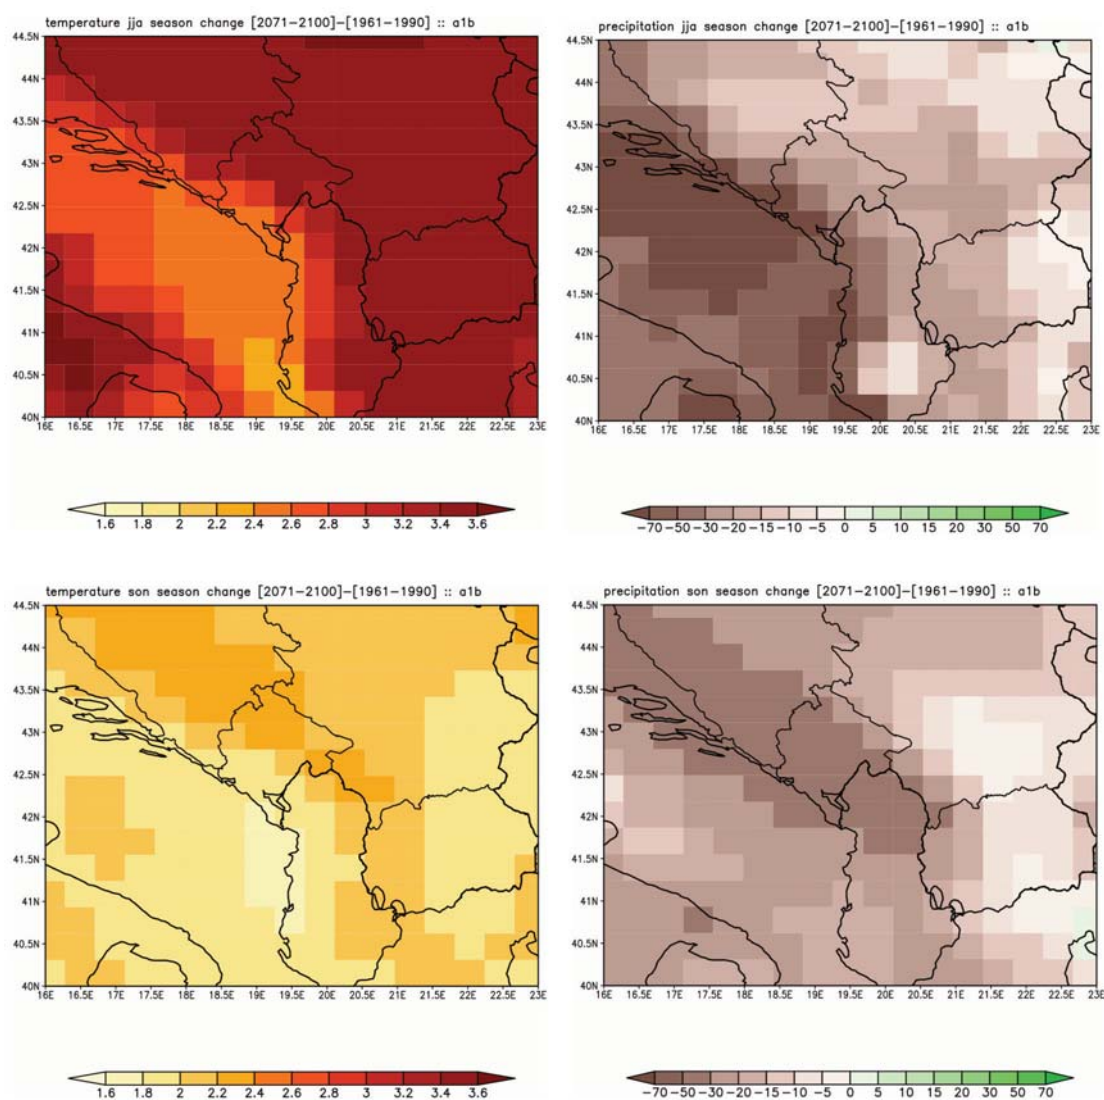 temperature jja season change [2071-2100]-[1961-1990] :: a1b
44.5N
44N
43.5N
43N
42.5N
42N
41.5N
41N
40.5N
40N
16E 16.5E 17E 17.5E 18E 18.5E 19E 19.5E 20E 20.5E 21E 21.5E 22E 22.5E 23E
1.6 1.8 2 2.2 2.4 2.6 2.8 3 3.2 3.4 3.6
precipitation jja season change [2071-2100]-[1961-1990] :: a1b
44.5N
44N
43.5N
43N
42.5N
42N
41.5N
41N
40.5N
40N
16E 16.5E 17E 17.5E 18E 18.5E 19E 19.5E 20E 20.5E 21E 21.5E 22E 22.5E 23E
-70 -50 -30 -20 -15 -10 -5 0 5 10 15 20 30 50 70
temperature son season change [2071-2100]-[1961-1990] :: a1b
44.5N
44N
43.5N
43N
42.5N
42N
41.5N
41N
40.5N
40N
16E 16.5E 17E 17.5E 18E 18.5E 19E 19.5E 20E 20.5E 21E 21.5E 22E 22.5E 23E
1.6 1.8 2 2.2 2.4 2.6 2.8 3 3.2 3.4 3.6
precipitation son season change [2071-2100]-[1961-1990] :: a1b
44.5N
44N
43.5N
43N
42.5N
42N
41.5N
41N
40.5N
40N
16E 16.5E 17E 17.5E 18E 18.5E 19E 19.5E 20E 20.5E 21E 21.5E 22E 22.5E 23E
-70 -50 -30 -20 -15 -10 -5 0 5 10 15 20 30 50 70